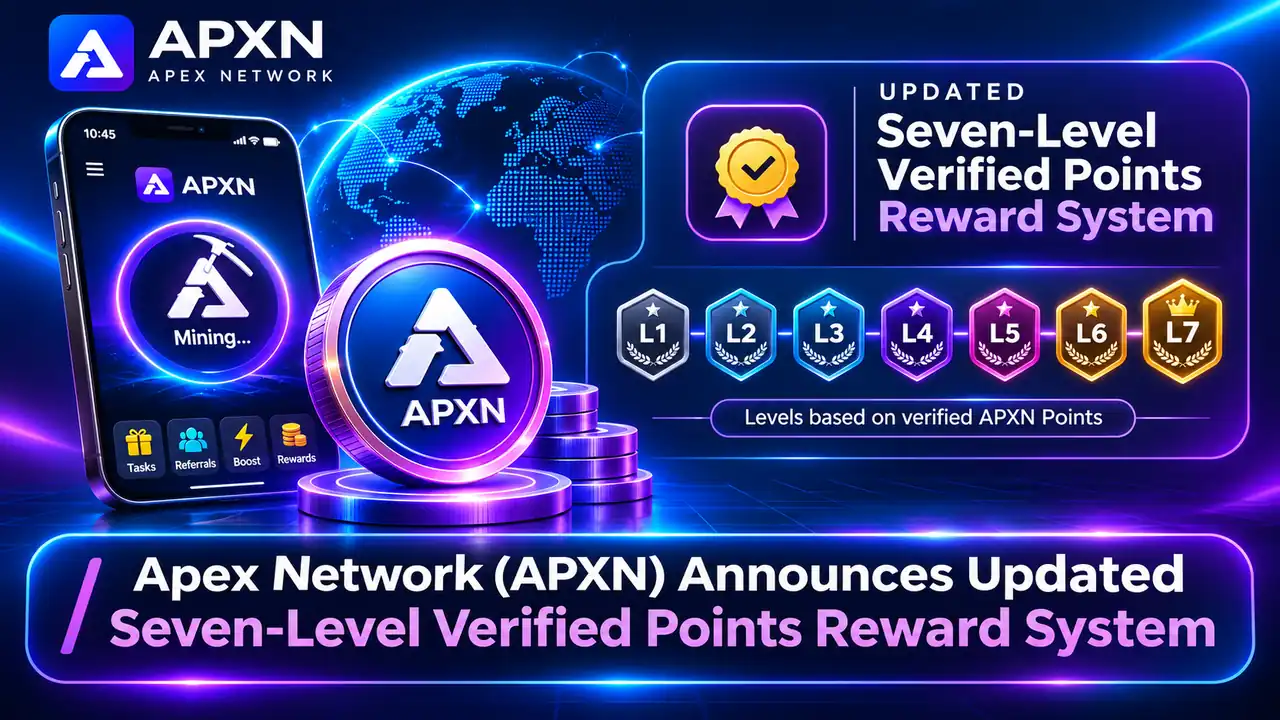 APXN
APEX NETWORK
10:45
APXN
Mining...
Tasks
Referrals
Boost
Rewards
APXN
UPDATED
Seven-Level
Verified Points
Reward System
L1
L2
L3
L4
L5
L6
L7
Levels based on verified APXN Points
Apex Network (APXN) Announces Updated
Seven-Level Verified Points Reward System